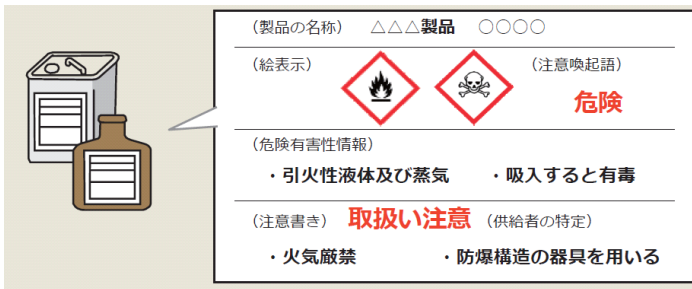 (製品の名称) △△△製品 ○○○○
(絵表示)
(注意喚起語)
危険
(危険有害性情報)
・引火性液体及び蒸気 ・吸入すると有毒
(注意書き) 取扱い注意 (供給者の特定)
・火気厳禁 ・防爆構造の器具を用いる